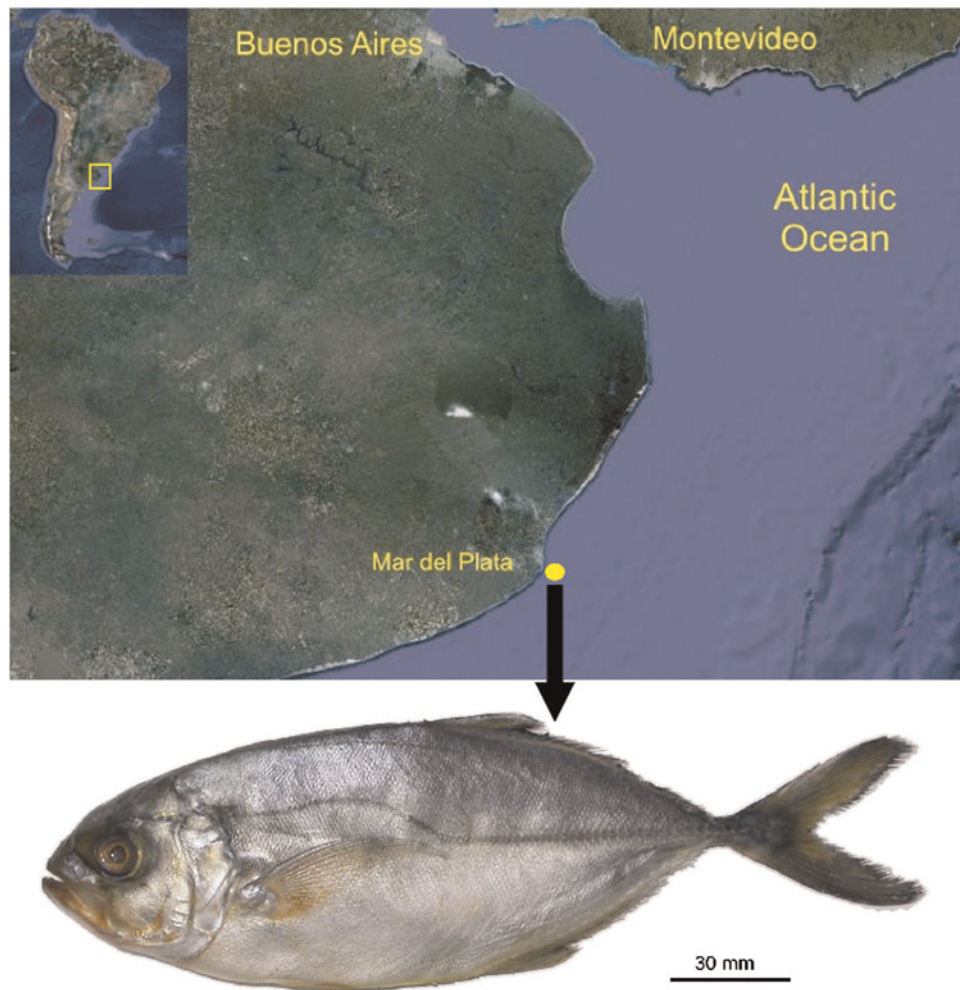 Buenos Aires
Montevideo
Atlantic
Ocean
Mar del Plata
30 mm